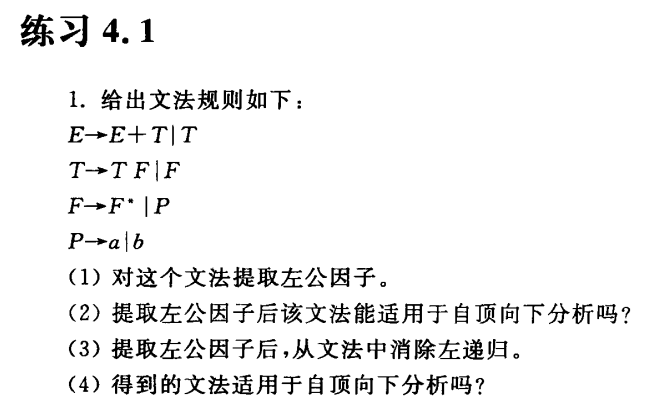 练习 4.1
1. 给出文法规则如下：
E→E＋T|T
T→T F|F
F→F* |P
P→a|b
(1) 对这个文法提取左公因子。
(2) 提取左公因子后该文法能适用于自顶向下分析吗？
(3) 提取左公因子后，从文法中消除左递归。
(4) 得到的文法适用于自顶向下分析吗？